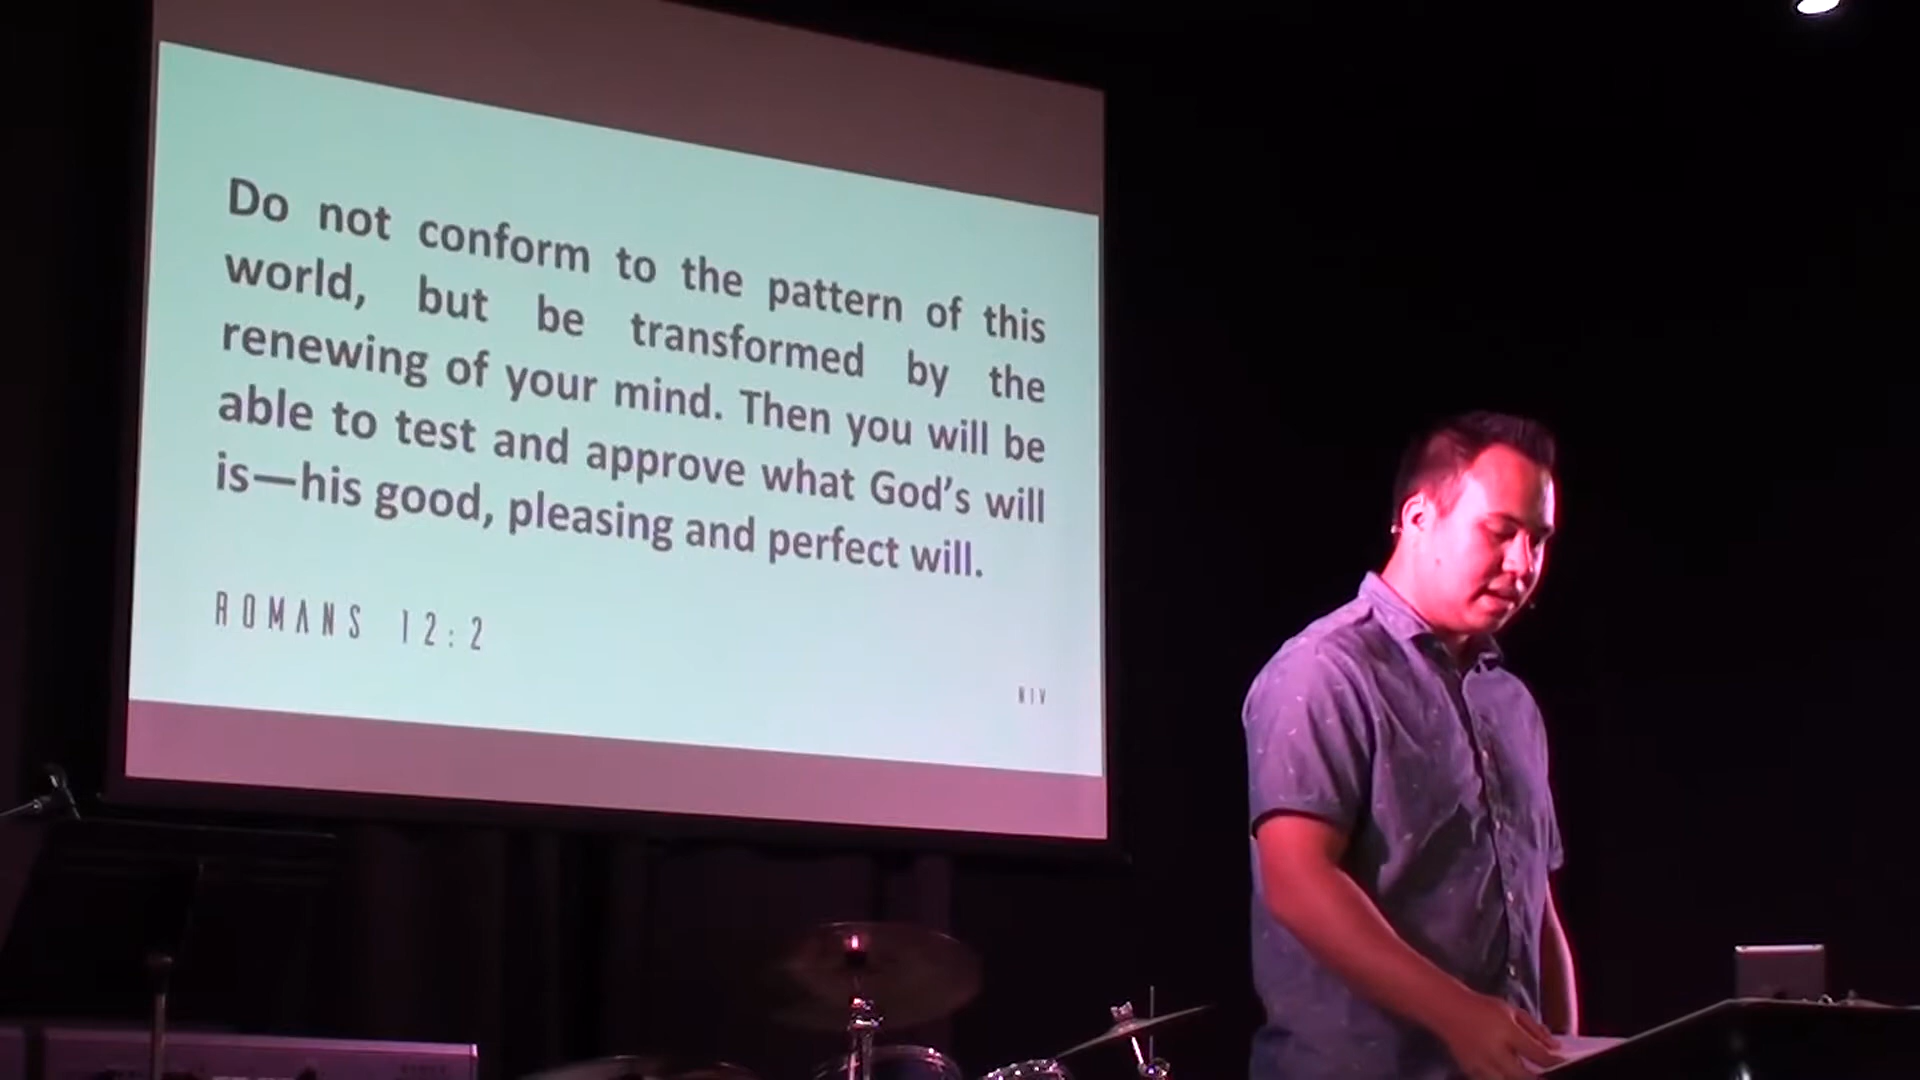 Do not conform to the pattern of this
world, but be transformed by the
renewing of your mind. Then you will be
able to test and approve what God's will
is—his good, pleasing and perfect will.
ROMANS 12:2
NIV